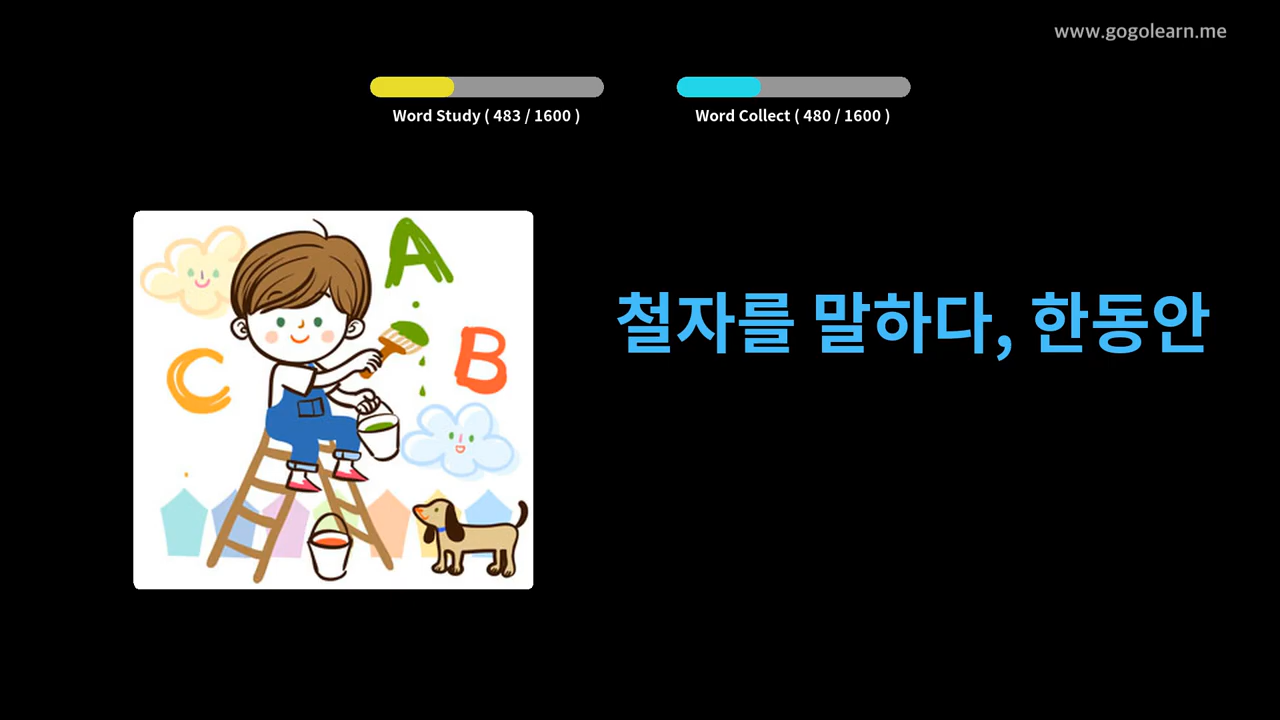 www.gogolearn.me
Word Study ( 483 / 1600 )
Word Collect ( 480 / 1600 )
A
B
C
철자를 말하다, 한동안